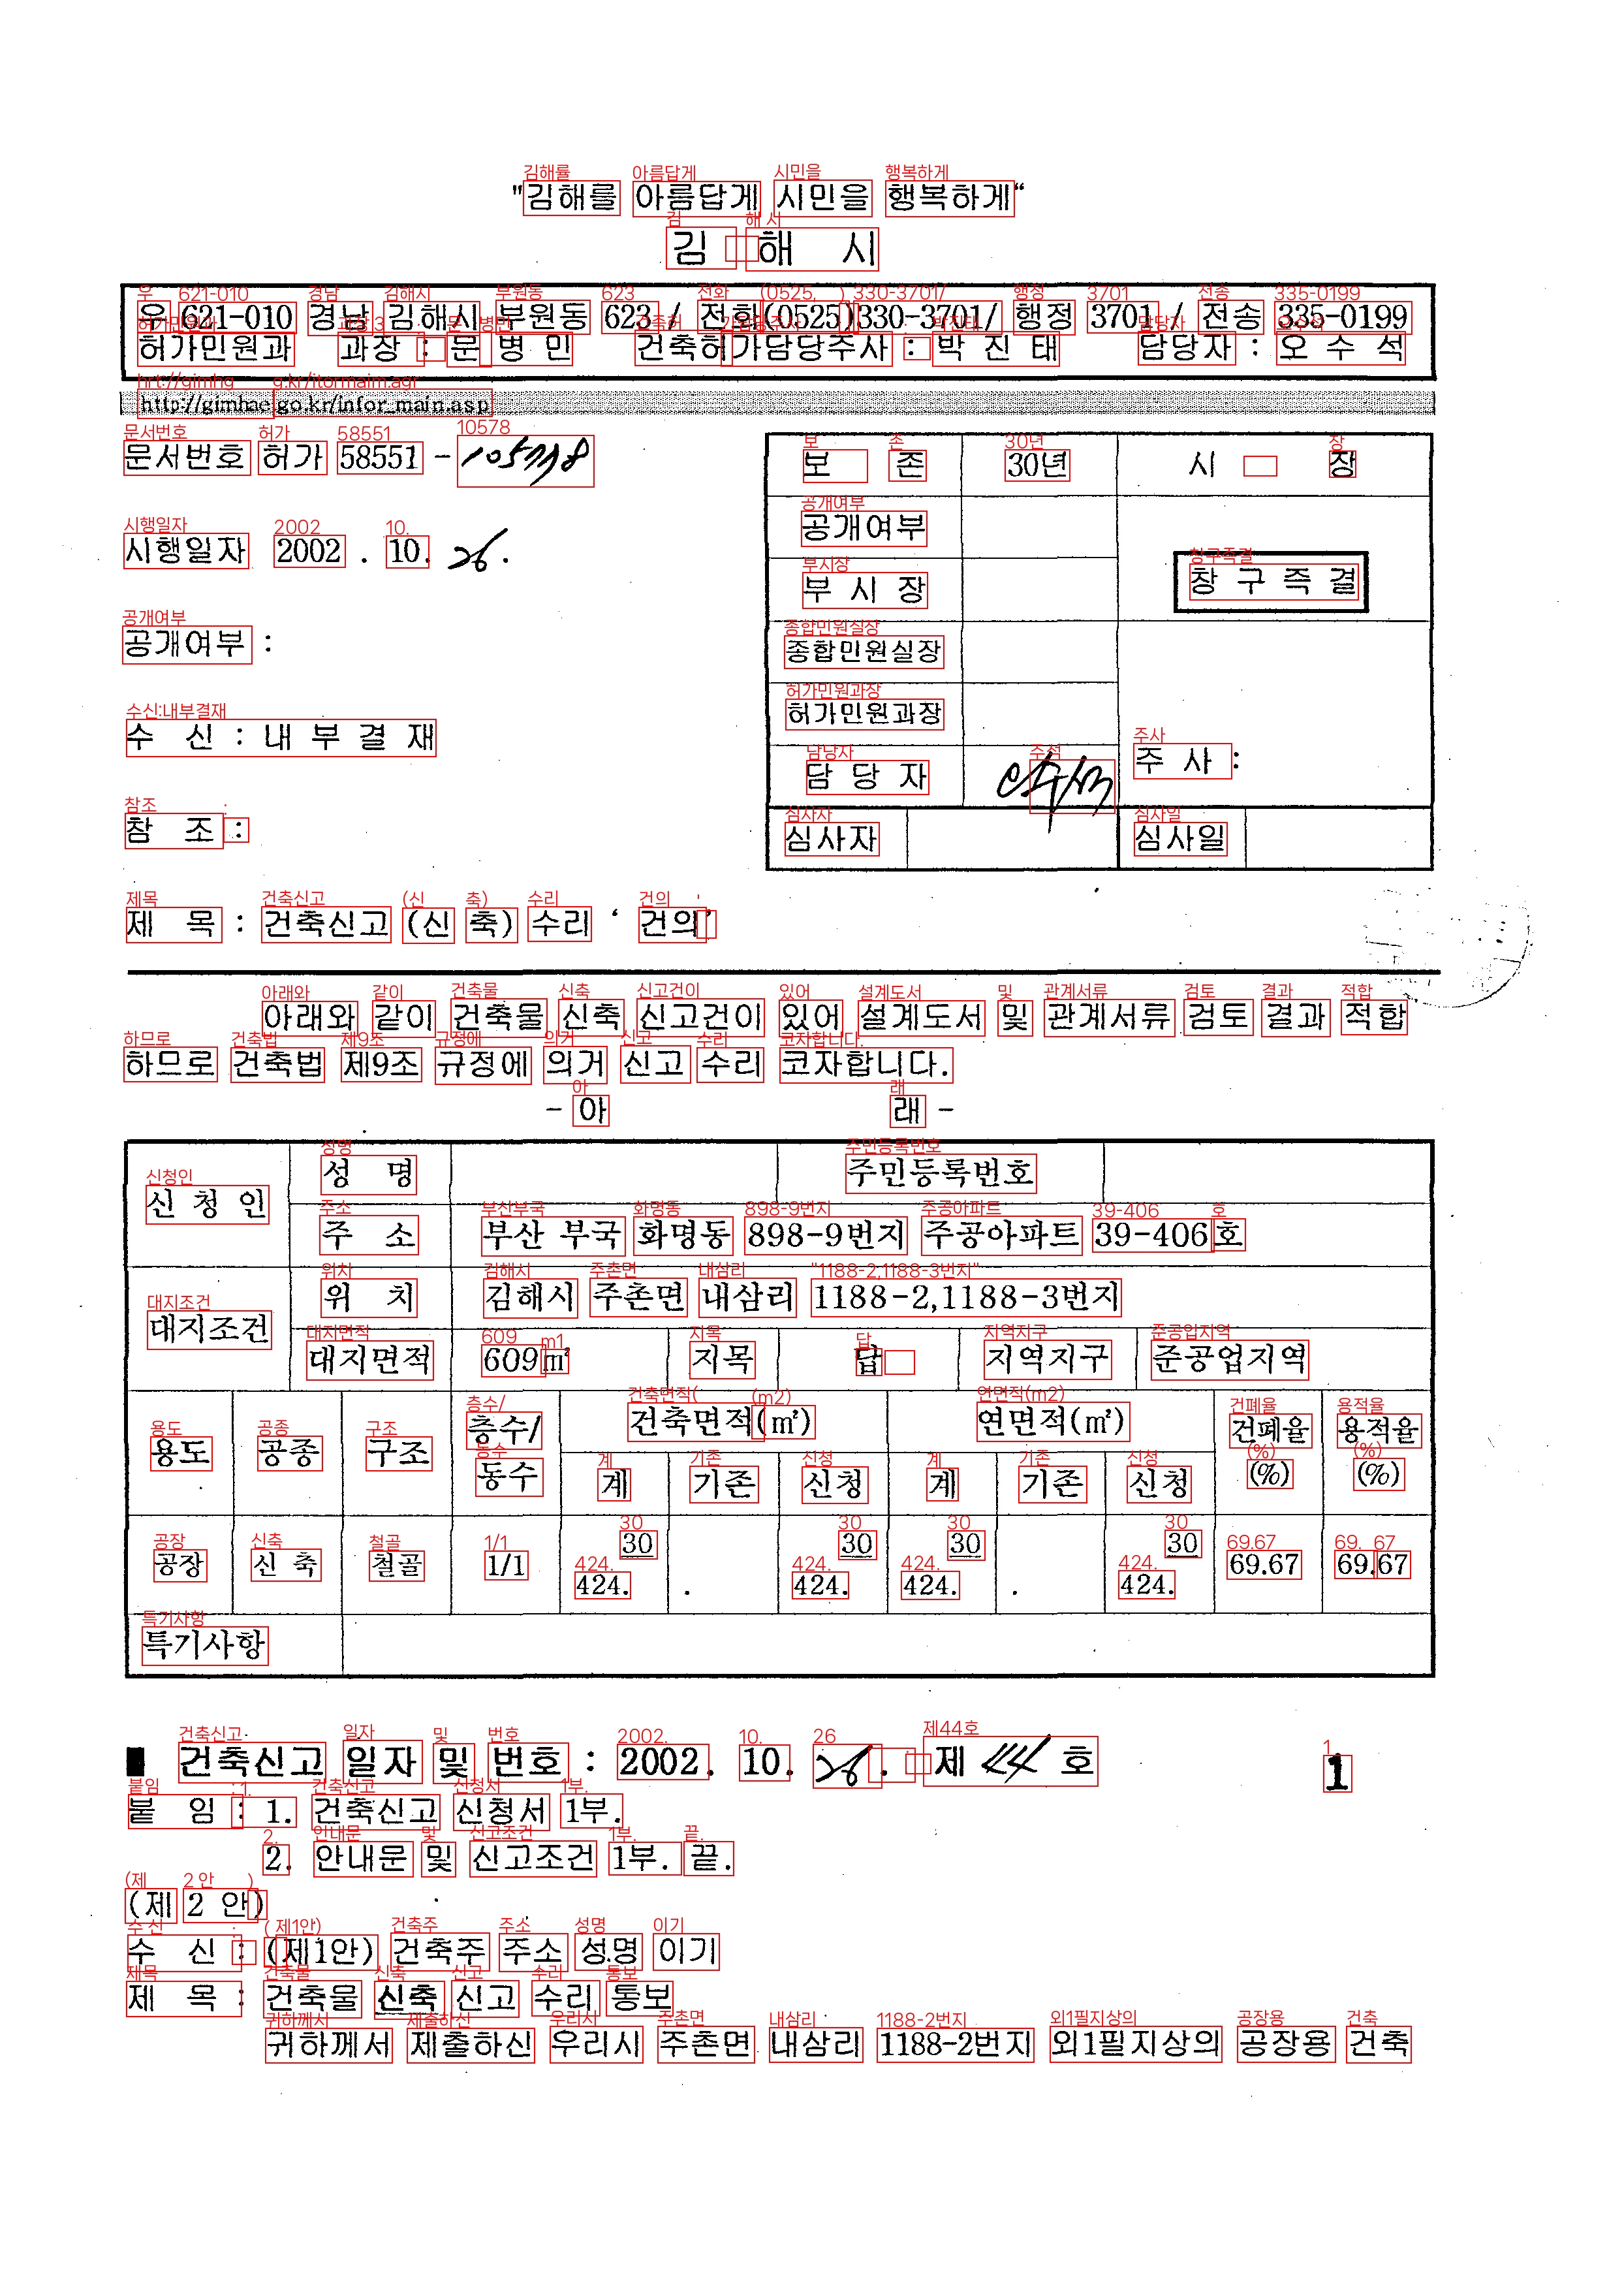 "김해를 아름답게 시민을 행복하게"
김 해 시
우 621-010 경남 김해시 부원동 623 / 전화(0525)330-3701/ 행정 3701 / 전송 335-0199
허가민원과 과장 : 문 병 민 건축허가담당주사 : 박 진 태 담당자 : 오 수 석
http://gimhae.go.kr/infor_main.asp
문서번호 허가 58551 - 10578
보 존 30년 시 장
공개여부
시행일자 2002 . 10. 26.
부 시 장 창 구 즉 결
공개여부 :
종합민원실장
허가민원과장
수 신 : 내 부 결 재
담 당 자 주 사 :
참 조 :
심사자 심사일
제 목 : 건축신고 (신 축) 수리 ‘ 건의’
아래와 같이 건축물 신축 신고건이 있어 설계도서 및 관계서류 검토 결과 적합
하므로 건축법 제9조 규정에 의거 신고 수리 코자합니다.
- 아 래 -
신 청 인 성 명 주민등록번호
주 소 부산 부국 화명동 898-9번지 주공아파트 39-406호
대지조건 위 치 김해시 주촌면 내삼리 1188-2,1188-3번지
대지면적 609㎡ 지목 답 지역지구 준공업지역
용도 공종 구조 층수/동수 건축면적(㎡) 연면적(㎡) 건폐율(%) 용적율(%)
계 기존 신청 계 기존 신청
공장 신 축 철골 1/1 424.30 . 424.30 424.30 . 424.30 69.67 69.67
특기사항
건축신고 일자 및 번호 : 2002. 10. 26. 제 44 호 1
붙 임 : 1. 건축신고 신청서 1부.
2. 안내문 및 신고조건 1부. 끝.
(제 2 안)
수 신 : (제1안) 건축주 주소 성명 이기
제 목 : 건축물 신축 신고 수리 통보
귀하께서 제출하신 우리시 주촌면 내삼리 1188-2번지 외1필지상의 공장용 건축